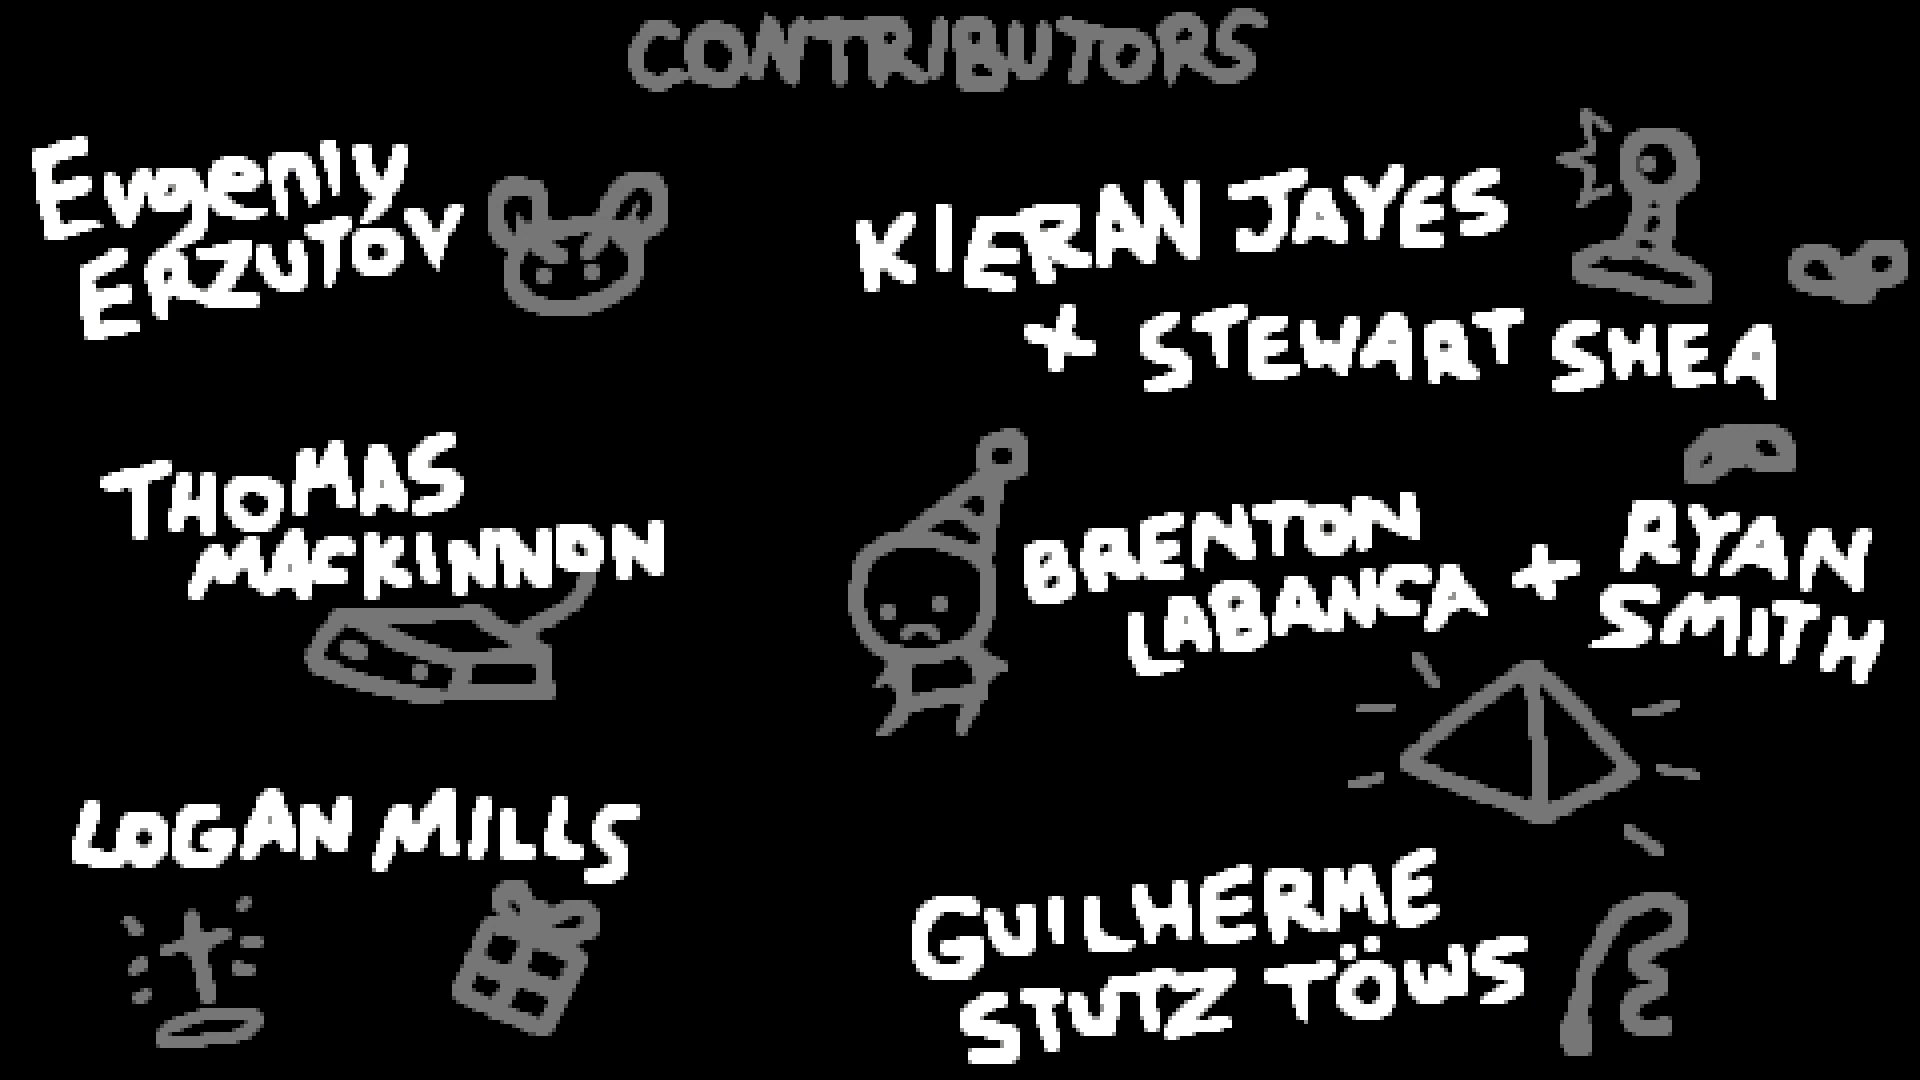 CONTRIBUTORS
Evgeniy
ERZUTOV
KIERAN JAYES
+ STEWART SHEA
THOMAS
MACKINNON
BRENTON
LABANCA
+
RYAN
SMITH
LOGAN MILLS
GUILHERME
STUTZ TÖWS